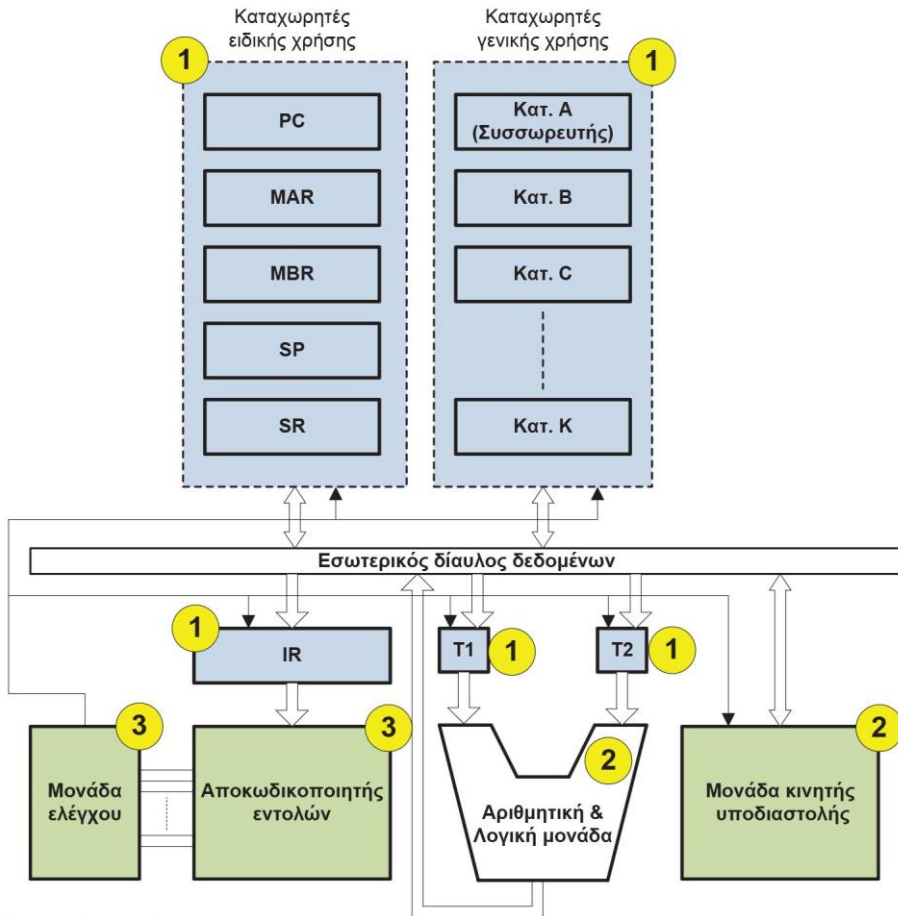 Καταχωρητές
ειδικής χρήσης
Καταχωρητές
γενικής χρήσης
1
1
PC
Κατ. A
(Συσσωρευτής)
MAR
Κατ. B
MBR
Κατ. C
SP
SR
Κατ. K
Εσωτερικός δίαυλος δεδομένων
1
IR
T1
1
T2
1
3
3
2
2
Μονάδα
ελέγχου
Αποκωδικοποιητής
εντολών
Αριθμητική &
Λογική μονάδα
Μονάδα κινητής
υποδιαστολής